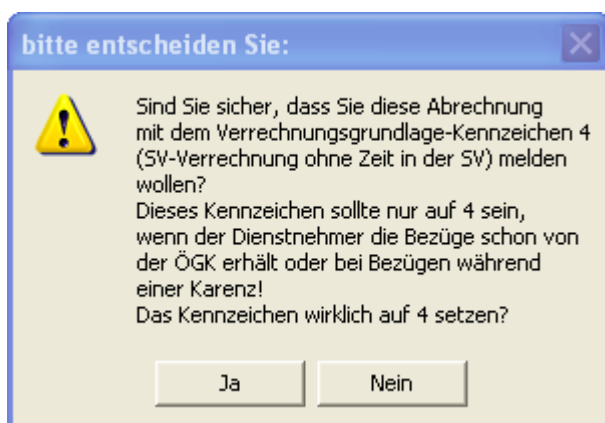 bitte entscheiden Sie:
Sind Sie sicher, dass Sie diese Abrechnung
mit dem Verrechnungsgrundlage-Kennzeichen 4
(SV-Verrechnung ohne Zeit in der SV) melden
wollen?
Dieses Kennzeichen sollte nur auf 4 sein,
wenn der Dienstnehmer die Bezüge schon von
der ÖGK erhält oder bei Bezügen während
einer Karenz!
Das Kennzeichen wirklich auf 4 setzen?
Ja Nein